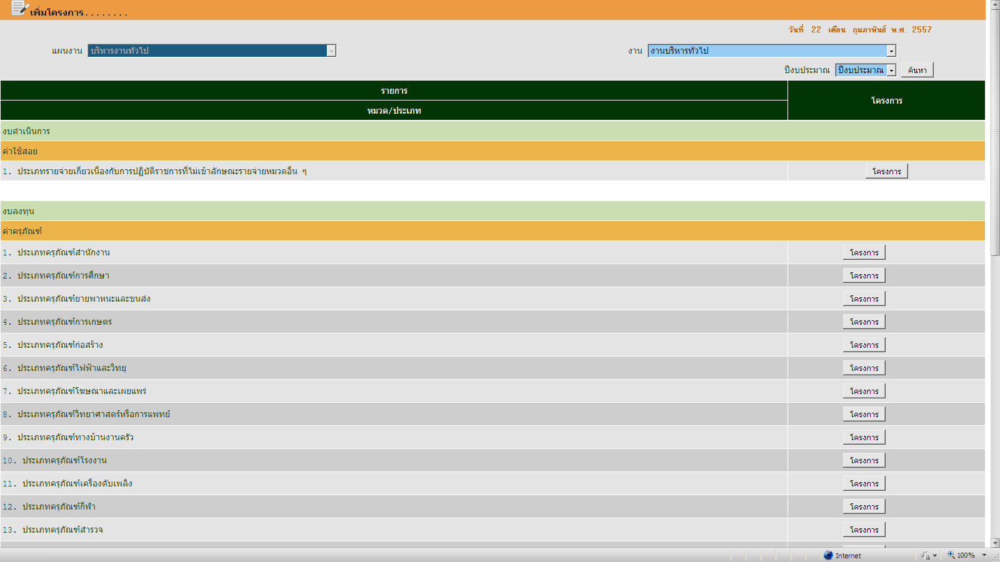 เพิ่มโครงการ........
วันที่ 22 เดือน กุมภาพันธ์ พ.ศ. 2557
แผนงาน บริหารงานทั่วไป งาน งานบริหารทั่วไป
ปีงบประมาณ ปีงบประมาณ ค้นหา
รายการ
โครงการ
หมวด/ประเภท
งบดำเนินการ
ค่าใช้สอย
1. ประเภทรายจ่ายเกี่ยวเนื่องกับการปฏิบัติราชการที่ไม่เข้าลักษณะรายจ่ายหมวดอื่น ๆ โครงการ
งบลงทุน
ค่าครุภัณฑ์
1. ประเภทครุภัณฑ์สำนักงาน โครงการ
2. ประเภทครุภัณฑ์การศึกษา โครงการ
3. ประเภทครุภัณฑ์ยายพาหนะและขนส่ง โครงการ
4. ประเภทครุภัณฑ์การเกษตร โครงการ
5. ประเภทครุภัณฑ์ก่อสร้าง โครงการ
6. ประเภทครุภัณฑ์ไฟฟ้าและวิทยุ โครงการ
7. ประเภทครุภัณฑ์โฆษณาและเผยแพร่ โครงการ
8. ประเภทครุภัณฑ์วิทยาศาสตร์หรือการแพทย์ โครงการ
9. ประเภทครุภัณฑ์ทางบ้านงานครัว โครงการ
10. ประเภทครุภัณฑ์โรงงาน โครงการ
11. ประเภทครุภัณฑ์เครื่องดับเพลิง โครงการ
12. ประเภทครุภัณฑ์กีฬา โครงการ
13. ประเภทครุภัณฑ์สำรวจ โครงการ
Internet 100%